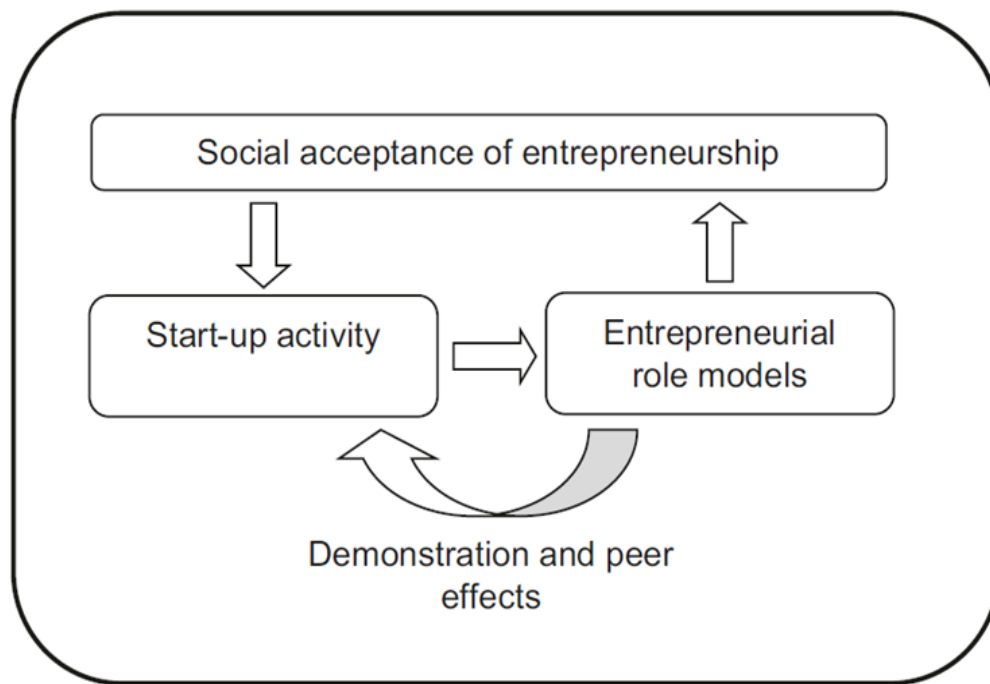 Social acceptance of entrepreneurship
Start-up activity
Entrepreneurial
role models
Demonstration and peer
effects